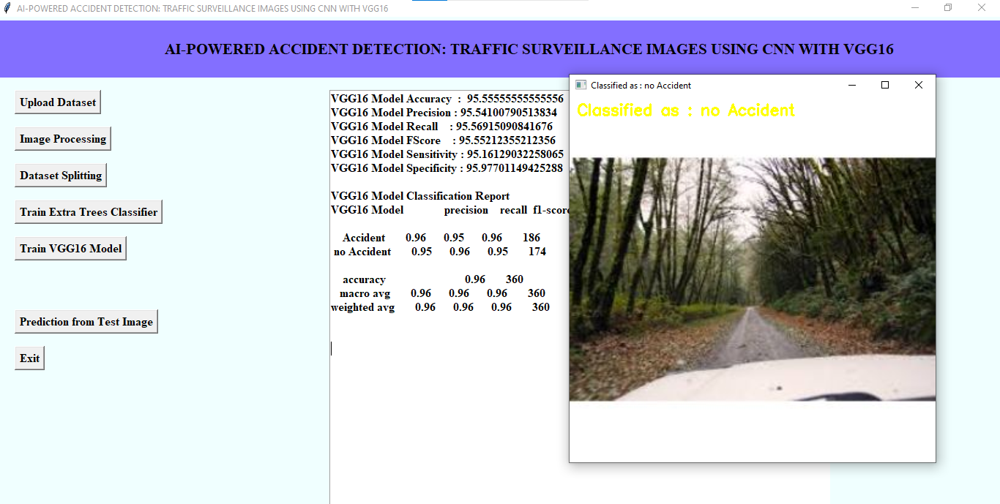 AI-POWERED ACCIDENT DETECTION: TRAFFIC SURVEILLANCE IMAGES USING CNN WITH VGG16
AI-POWERED ACCIDENT DETECTION: TRAFFIC SURVEILLANCE IMAGES USING CNN WITH VGG16
Upload Dataset
Image Processing
Dataset Splitting
Train Extra Trees Classifier
Train VGG16 Model
Prediction from Test Image
Exit
VGG16 Model Accuracy : 95.55555555555556
VGG16 Model Precision : 95.54100790513834
VGG16 Model Recall : 95.56915090841676
VGG16 Model FScore : 95.55212355212356
VGG16 Model Sensitivity : 95.16129032258065
VGG16 Model Specificity : 95.97701149425288
VGG16 Model Classification Report
VGG16 Model precision recall f1-score
Accident 0.96 0.95 0.96 186
no Accident 0.95 0.96 0.95 174
accuracy 0.96 360
macro avg 0.96 0.96 0.96 360
weighted avg 0.96 0.96 0.96 360
Classified as : no Accident
Classified as : no Accident